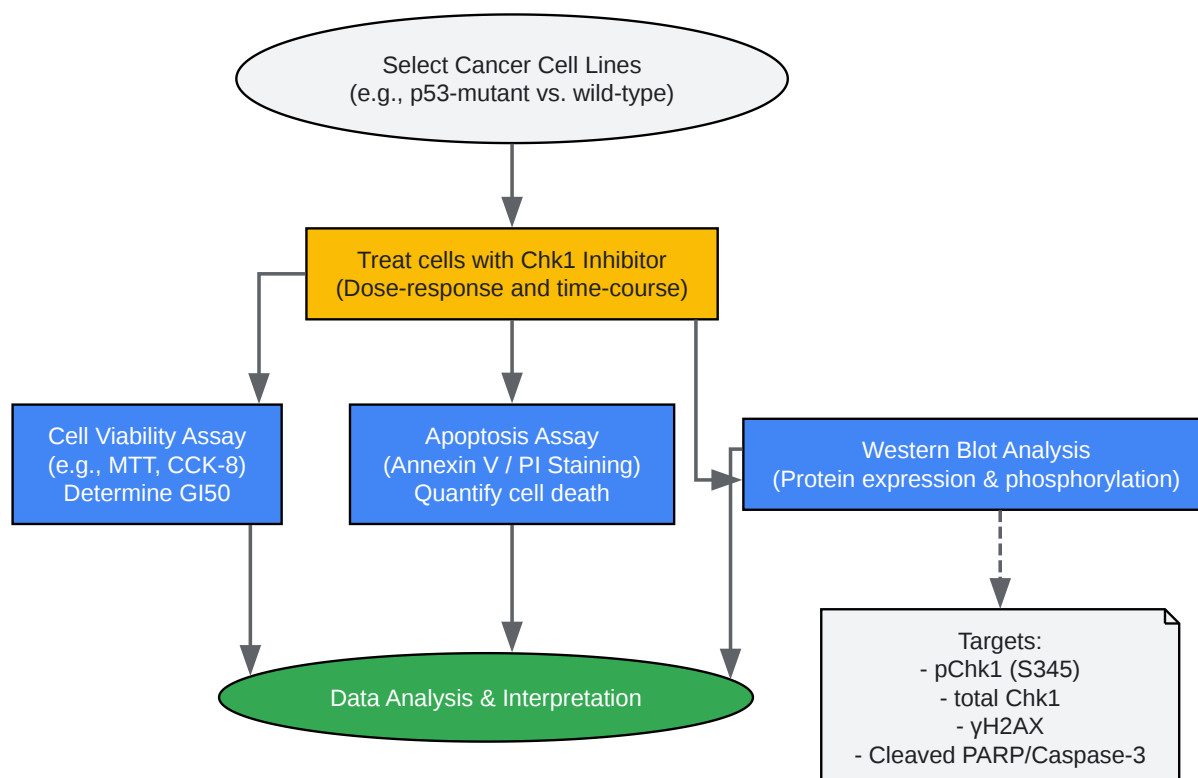 Select Cancer Cell Lines
(e.g., p53-mutant vs. wild-type)
Treat cells with Chk1 Inhibitor
(Dose-response and time-course)
Cell Viability Assay
(e.g., MTT, CCK-8)
Determine GI50
Apoptosis Assay
(Annexin V / PI Staining)
Quantify cell death
Western Blot Analysis
(Protein expression & phosphorylation)
Targets:
- pChk1 (S345)
- total Chk1
- γH2AX
- Cleaved PARP/Caspase-3
Data Analysis & Interpretation